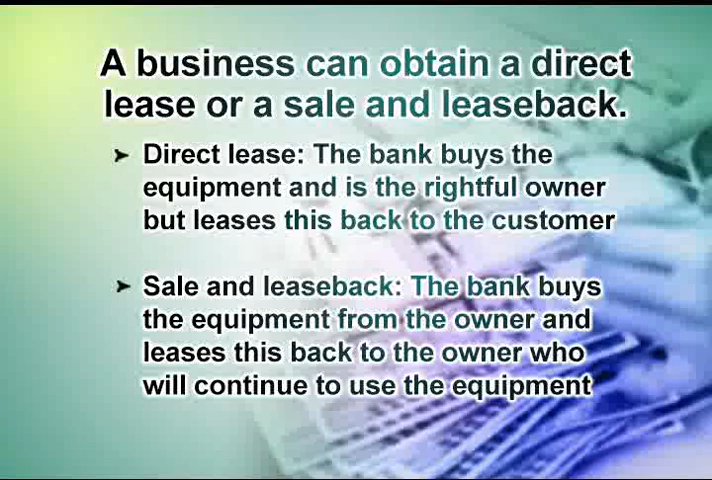 A business can obtain a direct
lease or a sale and leaseback.
➤ Direct lease: The bank buys the
equipment and is the rightful owner
but leases this back to the customer
➤ Sale and leaseback: The bank buys
the equipment from the owner and
leases this back to the owner who
will continue to use the equipment